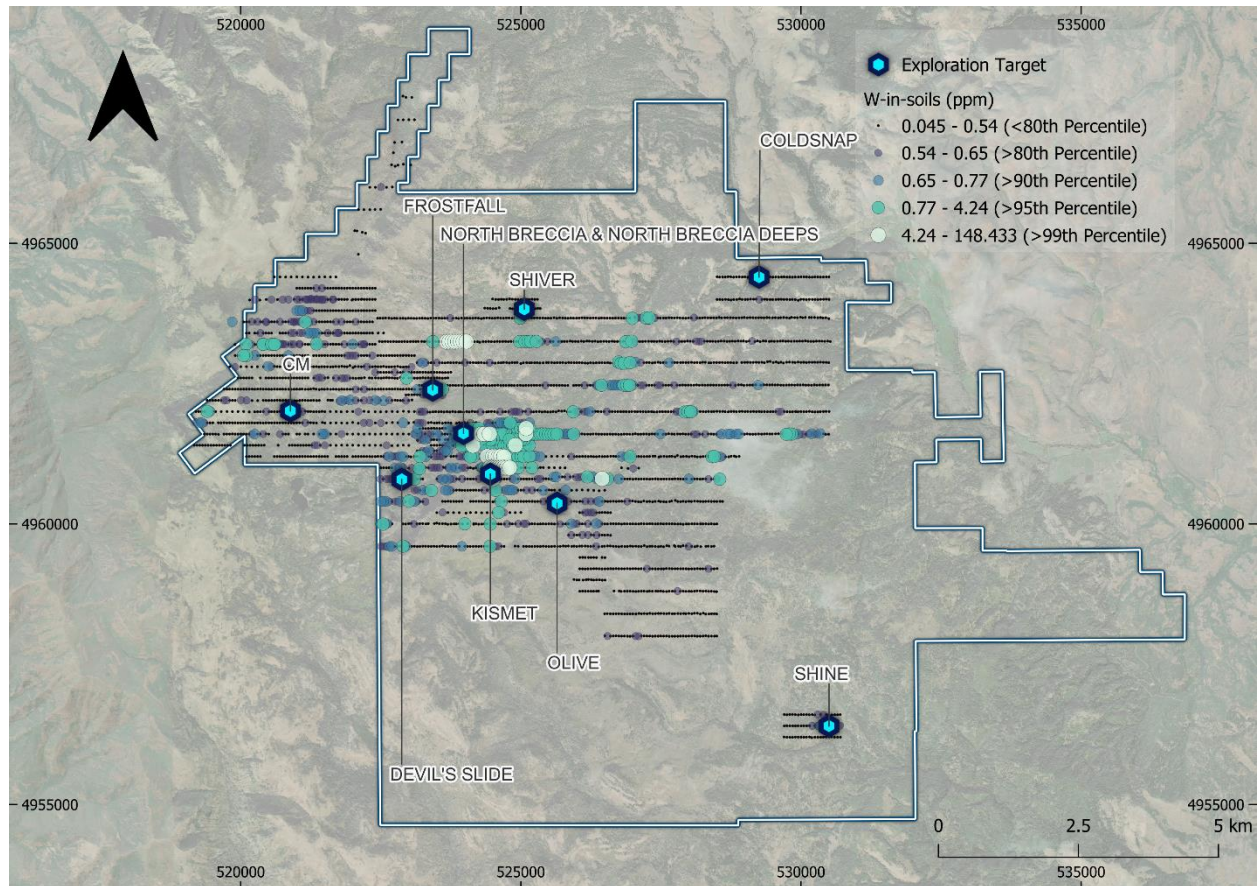 520000
525000
530000
535000
Exploration Target
W-in-soils (ppm)
0.045 - 0.54 (<80th Percentile)
0.54 - 0.65 (>80th Percentile)
0.65 - 0.77 (>90th Percentile)
0.77 - 4.24 (>95th Percentile)
4.24 - 148.433 (>99th Percentile)
COLDSNAP
FROSTFALL
NORTH BRECCIA & NORTH BRECCIA DEEPS
4965000
4965000
SHIVER
CM
4960000
4960000
KISMET
OLIVE
SHINE
DEVIL'S SLIDE
4955000
4955000
0
2.5
5 km
520000
525000
530000
535000